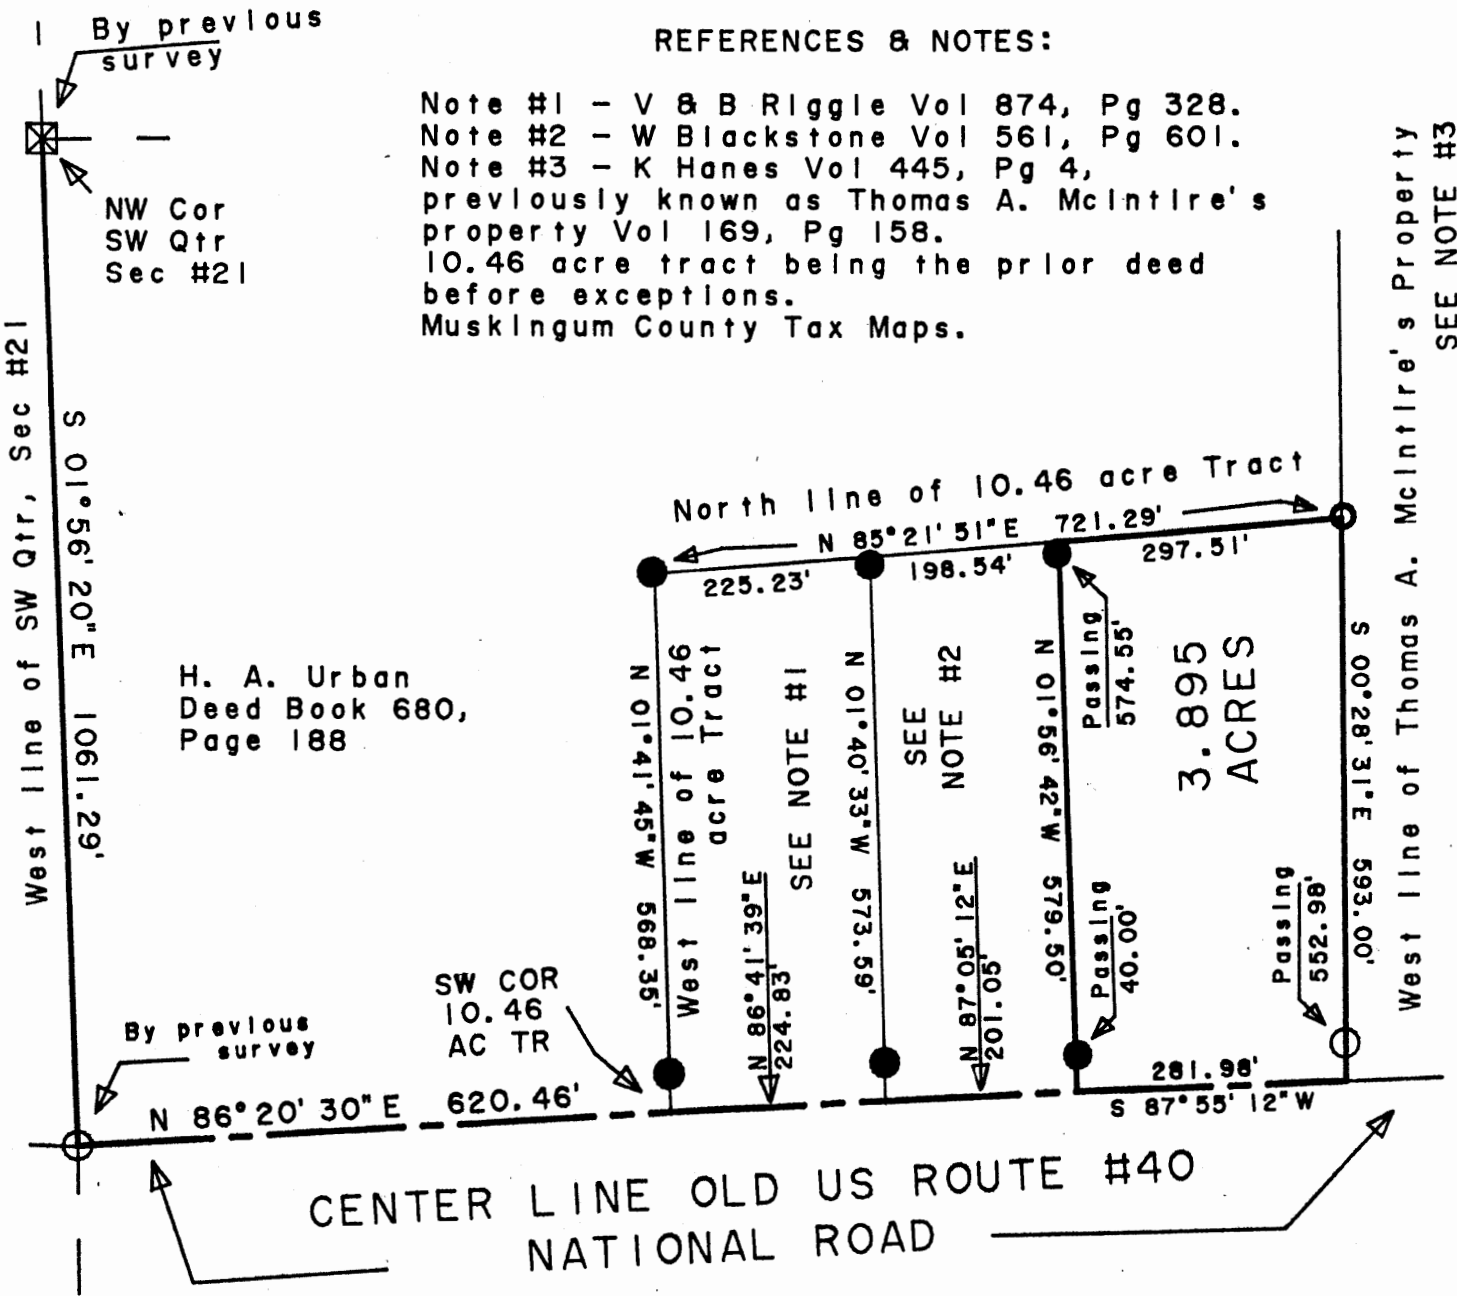 By previous
survey
REFERENCES & NOTES:
Note #1 - V & B Riggle Vol 874, Pg 328.
Note #2 - W Blackstone Vol 561, Pg 601.
Note #3 - K Hanes Vol 445, Pg 4,
previously known as Thomas A. McIntire's
property Vol 169, Pg 158.
10.46 acre tract being the prior deed
before exceptions.
Muskingum County Tax Maps.
NW Cor
SW Qtr
Sec #21
West line of SW Qtr, Sec #21
S 01°56'20"E 1061.29'
H. A. Urban
Deed Book 680,
Page 188
North line of 10.46 acre Tract
N 85°21'51"E 721.29'
225.23'
198.54'
297.51'
N 01°41'45"W 568.35'
West line of 10.46
acre Tract
SEE NOTE #1
N 86°41'39"E
224.83'
N 01°40'33"W 573.59'
SEE
NOTE #2
N 87°05'12"E
201.05'
N 01°56'42"W 579.50'
Passing
574.55'
Passing
40.00'
3.895
ACRES
Passing
552.98'
S 00°28'31"E 593.00'
West line of Thomas A. McIntire's Property
SEE NOTE #3
SW COR
10.46
AC TR
By previous
survey
N 86°20'30"E 620.46'
281.98'
S 87°55'12"W
CENTER LINE OLD US ROUTE #40
NATIONAL ROAD